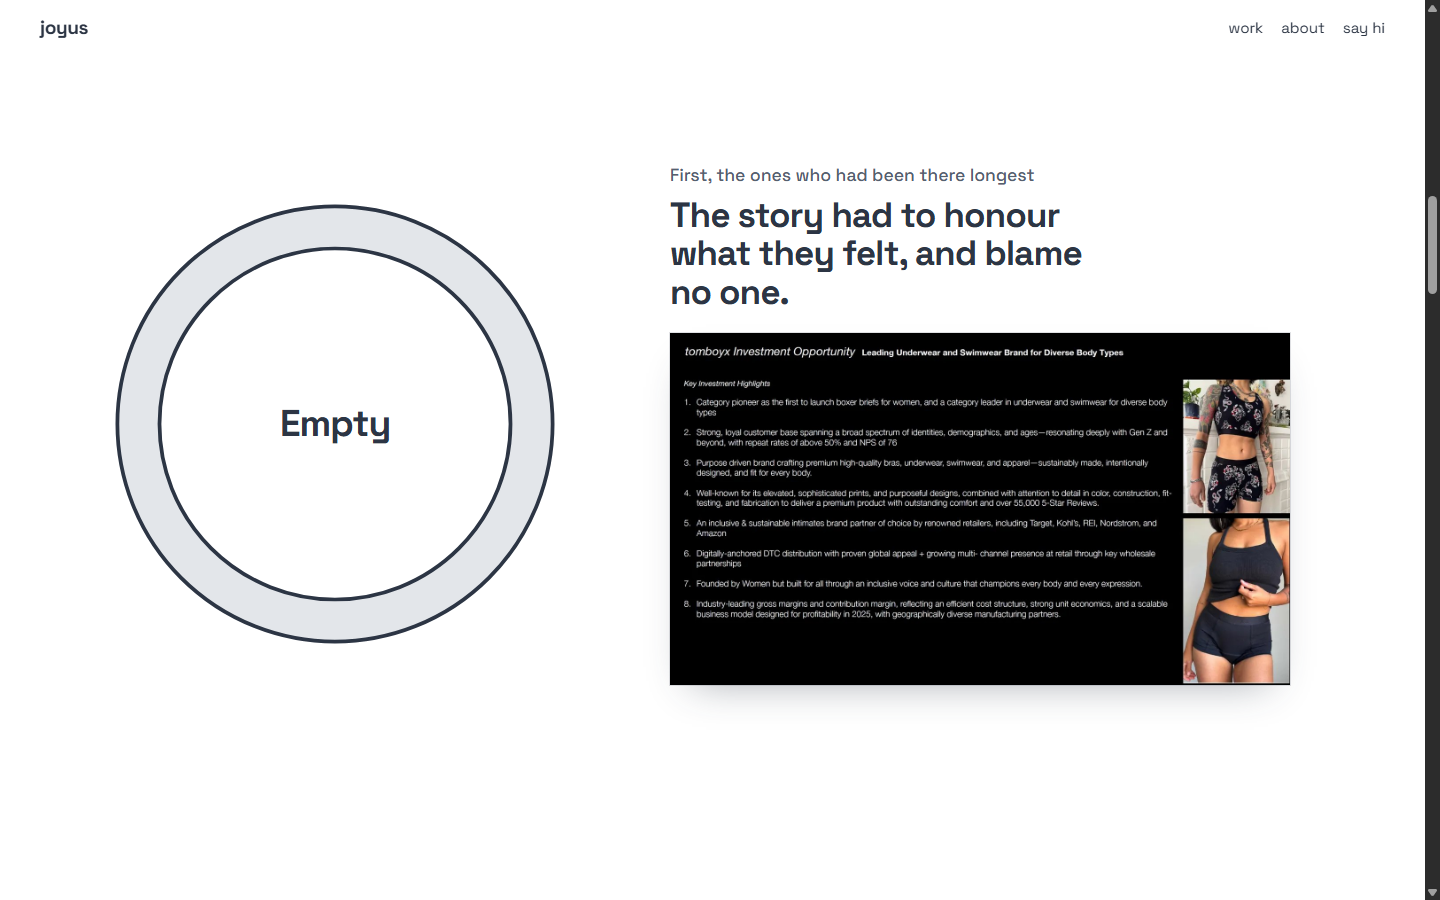 joyus
work about say hi
First, the ones who had been there longest
The story had to honour
what they felt, and blame
no one.
Empty
tomboyx Investment Opportunity Leading Underwear and Swimwear Brand for Diverse Body Types
Key Investment Highlights
1. Category pioneer as the first to launch boxer briefs for women, and a category leader in underwear and swimwear for diverse body
types
2. Strong, loyal customer base spanning a broad spectrum of identities, demographics, and ages—resonating deeply with Gen Z and
beyond, with repeat rates of above 50% and NPS of 76
3. Purpose driven brand crafting premium high-quality bras, underwear, swimwear, and apparel—sustainably made, intentionally
designed, and fit for every body.
4. Well-known for its elevated, sophisticated prints, and purposeful designs, combined with attention to detail in color, construction, fit-
testing, and fabrication to deliver a premium product with outstanding comfort and over 55,000 5-Star Reviews.
5. An inclusive & sustainable intimates brand partner of choice by renowned retailers, including Target, Kohl's, REI, Nordstrom, and
Amazon
6. Digitally-anchored DTC distribution with proven global appeal + growing multi- channel presence at retail through key wholesale
partnerships
7. Founded by Women but built for all through an inclusive voice and culture that champions every body and every expression.
8. Industry-leading gross margins and contribution margin, reflecting an efficient cost structure, strong unit economics, and a scalable
business model designed for profitability in 2025, with geographically diverse manufacturing partners.